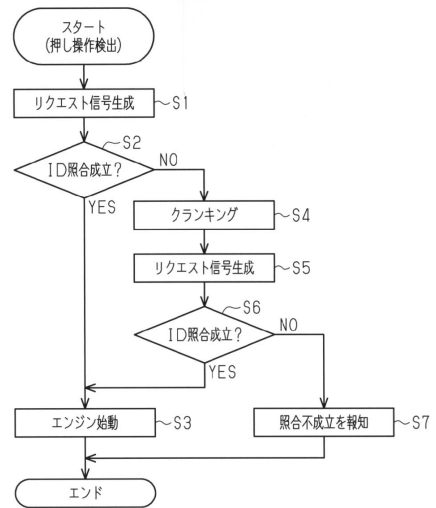 スタート
(押し操作検出)
リクエスト信号生成 S1
S2
ID照合成立?
NO
YES
クランキング S4
リクエスト信号生成 S5
S6
ID照合成立?
NO
YES
エンジン始動 S3
照合不成立を報知 S7
エンド